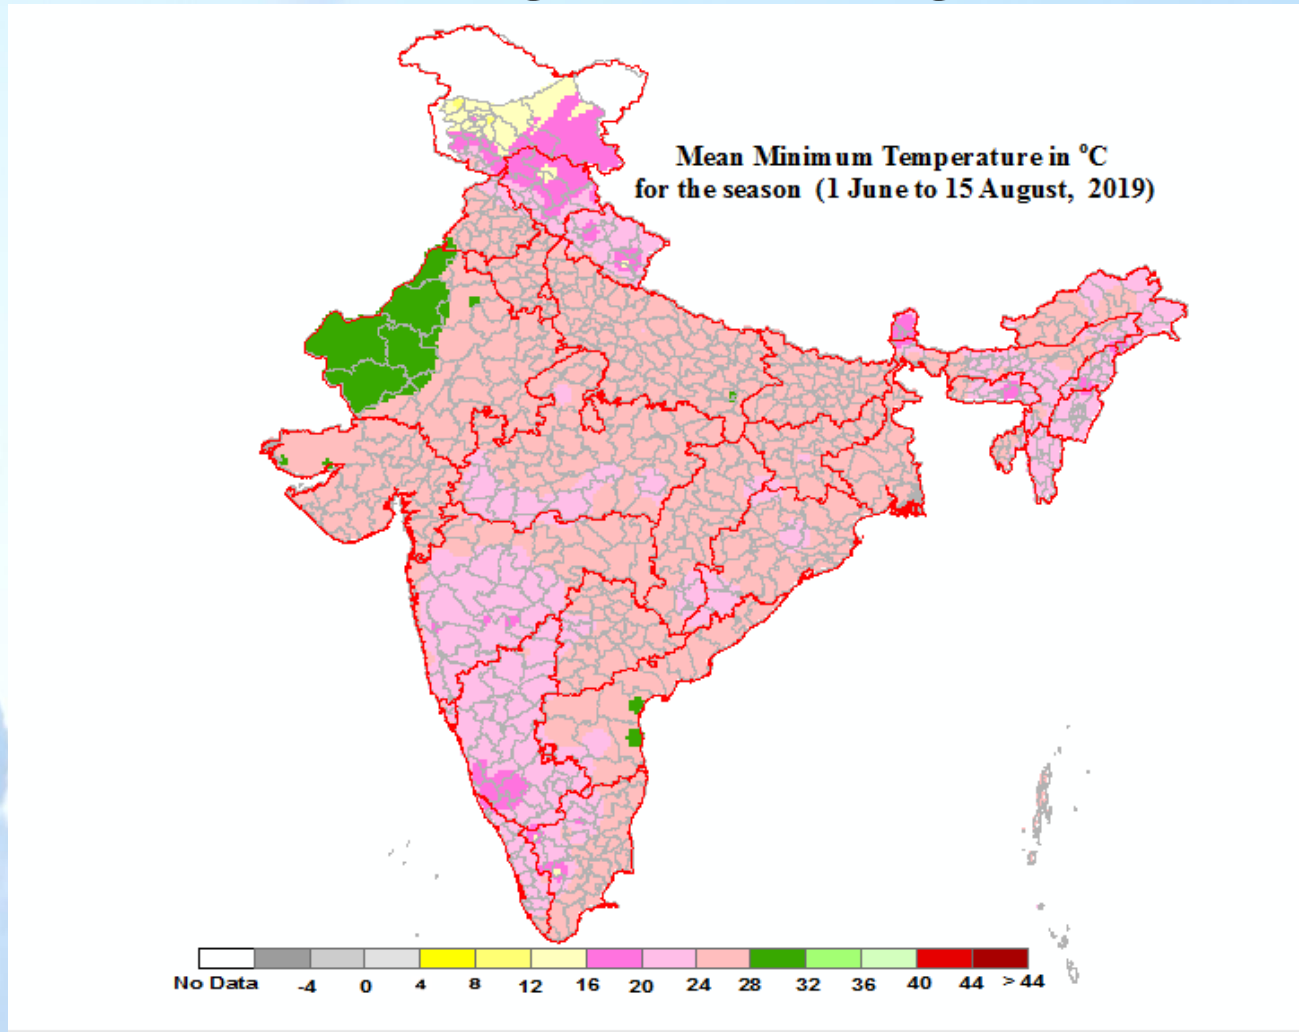 Mean Minimum Temperature in °C
for the season (1 June to 15 August, 2019)
No Data -4 0 4 8 12 16 20 24 28 32 36 40 44 > 44